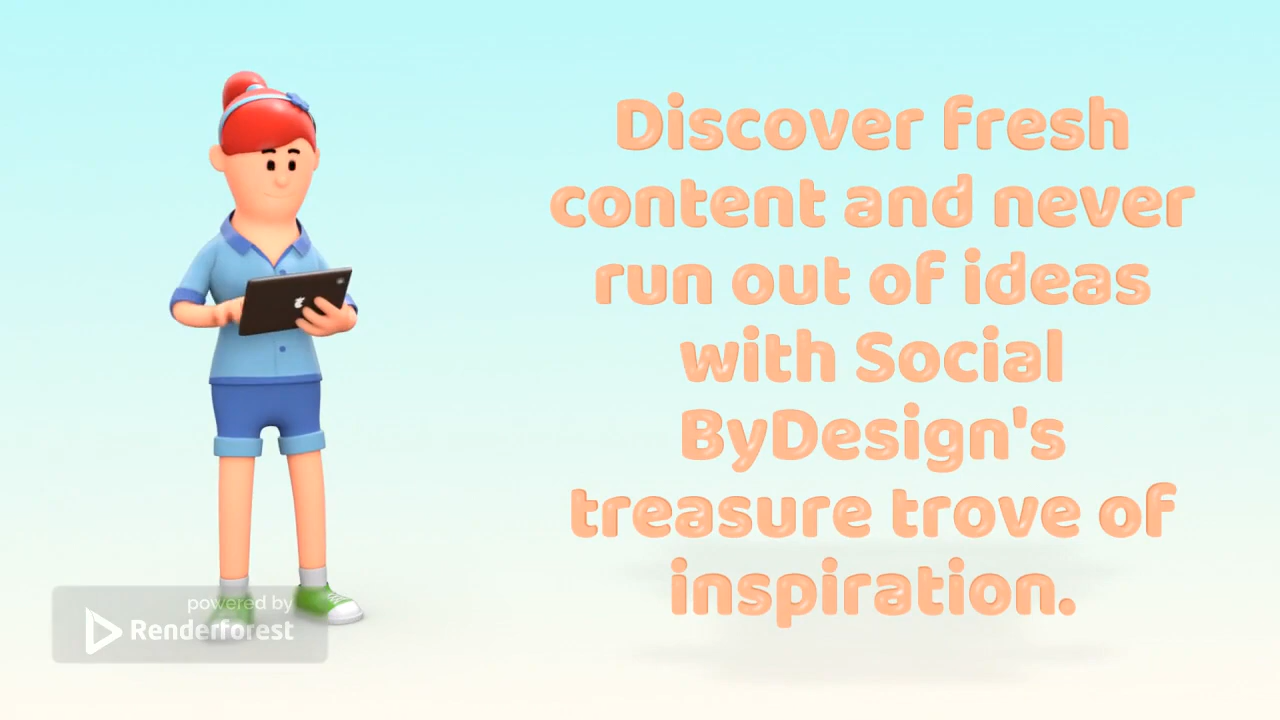 Discover fresh
content and never
run out of ideas
with Social
ByDesign's
treasure trove of
inspiration.
powered by
Renderforest